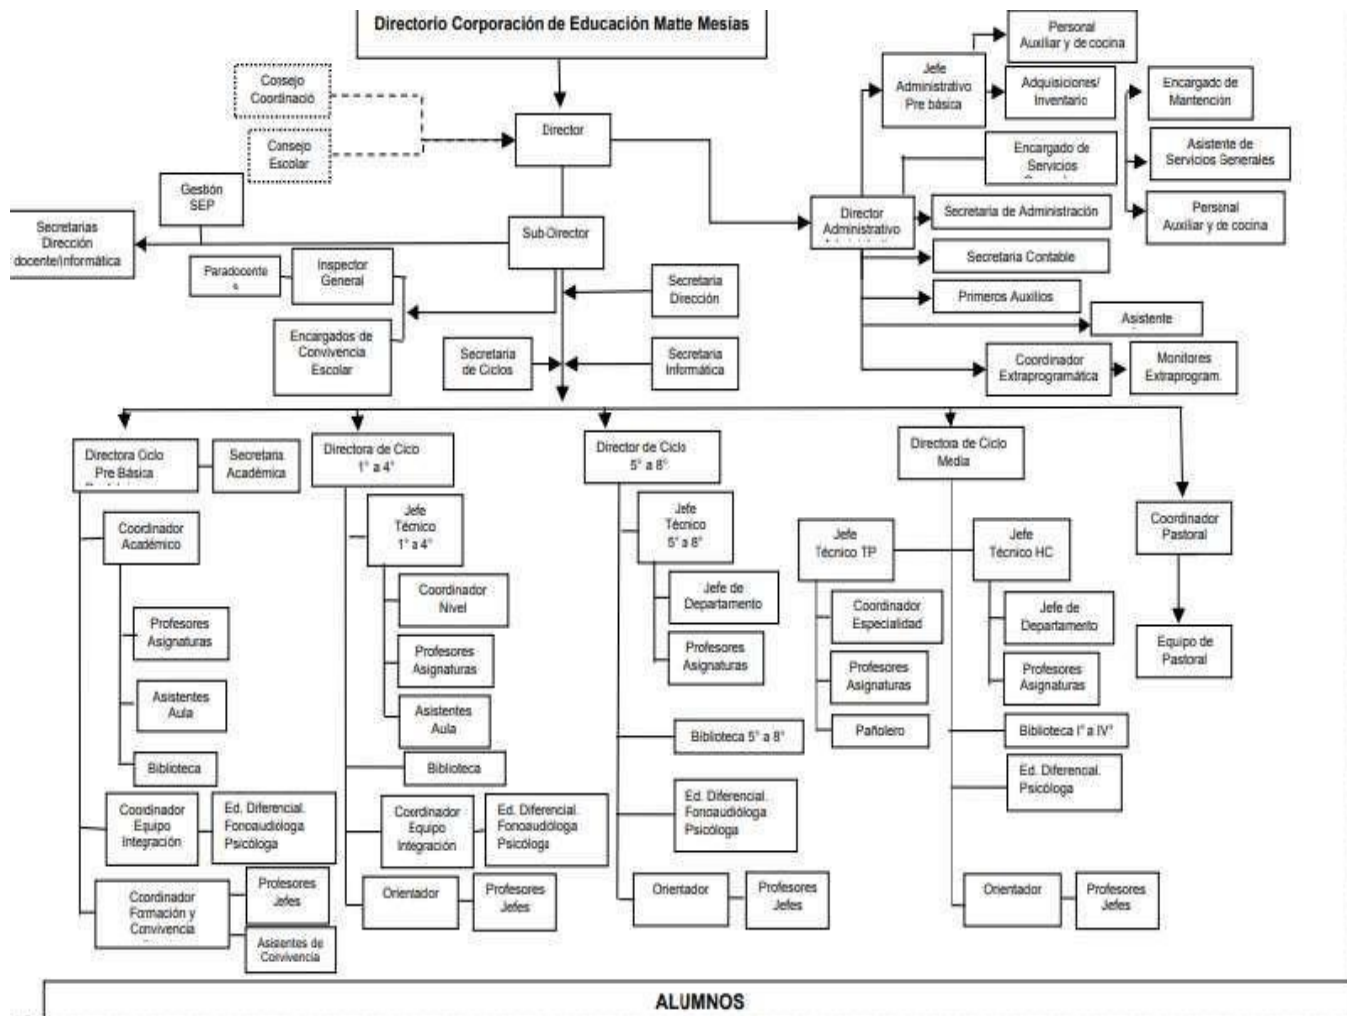 Directorio Corporación de Educación Matte Mesías
Consejo
Coordinació
Consejo
Escolar
Director
Gestión
SEP
Secretarias
Dirección
docente/informática
Sub-Director
Paradocente
s
Inspector
General
Encargados de
Convivencia
Escolar
Secretaria
Dirección
Secretaria
de Ciclos
Secretaria
Informática
Personal
Auxiliar y de cocina
Jefe
Administrativo
Pre básica
Adquisiciones/
Inventario
Encargado de
Mantención
Encargado de
Servicios
Asistente de
Servicios Generales
Director
Administrativo
Secretaria de Administración
Personal
Auxiliar y de cocina
Secretaria Contable
Primeros Auxilios
Asistente
Coordinador
Extraprogramática
Monitores
Extraprogram.
Directora Ciclo
Pre Básica
Secretaria
Académica
Coordinador
Académico
Profesores
Asignaturas
Asistentes
Aula
Biblioteca
Coordinador
Equipo
Integración
Ed. Diferencial.
Fonoaudióloga
Psicóloga
Coordinador
Formación y
Convivencia
Profesores
Jefes
Asistentes de
Convivencia
Directora de Cico
1° a 4°
Jefe
Técnico
1° a 4°
Coordinador
Nivel
Profesores
Asignaturas
Asistentes
Aula
Biblioteca
Coordinador
Equipo
Integración
Ed. Diferencial.
Fonoaudióloga
Psicóloga
Orientador
Profesores
Jefes
Director de Ciclo
5° a 8°
Jefe
Técnico
5° a 8°
Jefe de
Departamento
Profesores
Asignaturas
Biblioteca 5° a 8°
Ed. Diferencial.
Fonoaudióloga
Psicóloga
Orientador
Profesores
Jefes
Directora de Ciclo
Media
Jefe
Técnico TP
Coordinador
Especialidad
Profesores
Asignaturas
Pañolero
Jefe
Técnico HC
Jefe de
Departamento
Profesores
Asignaturas
Biblioteca I° a IV°
Ed. Diferencial.
Psicóloga
Orientador
Profesores
Jefes
Coordinador
Pastoral
Equipo de
Pastoral
ALUMNOS